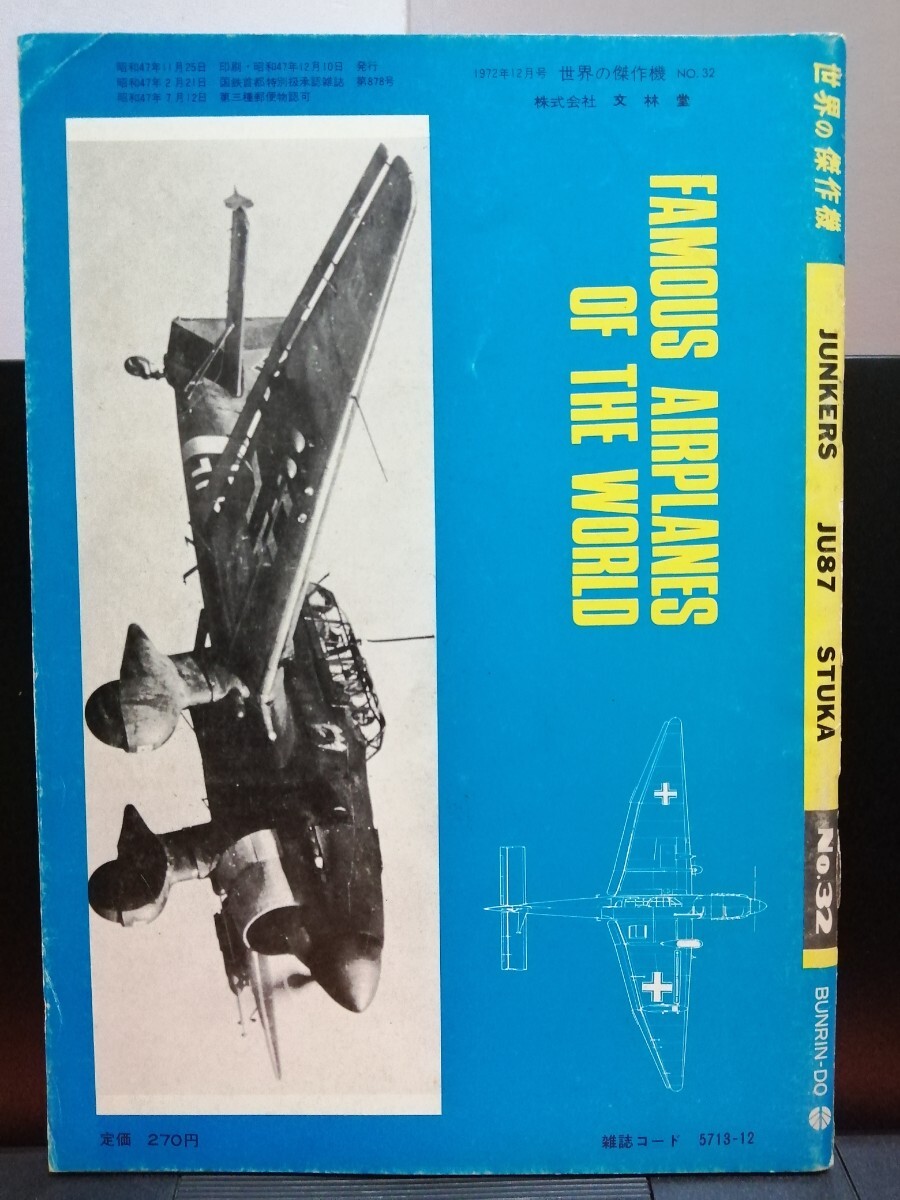 昭和47年11月25日 印刷・昭和47年12月10日 発行
昭和47年2月21日 国鉄首都特別扱承認雑誌 第878号
昭和47年7月12日 第三種郵便物認可
1972年12月号 世界の傑作機 NO.32
株式会社 文林堂
FAMOUS AIRPLANES
OF THE WORLD
世界の傑作機
JUNKERS JU87 STUKA
No.32
BUNRIN-DO
定価 270円
雑誌コード 5713-12